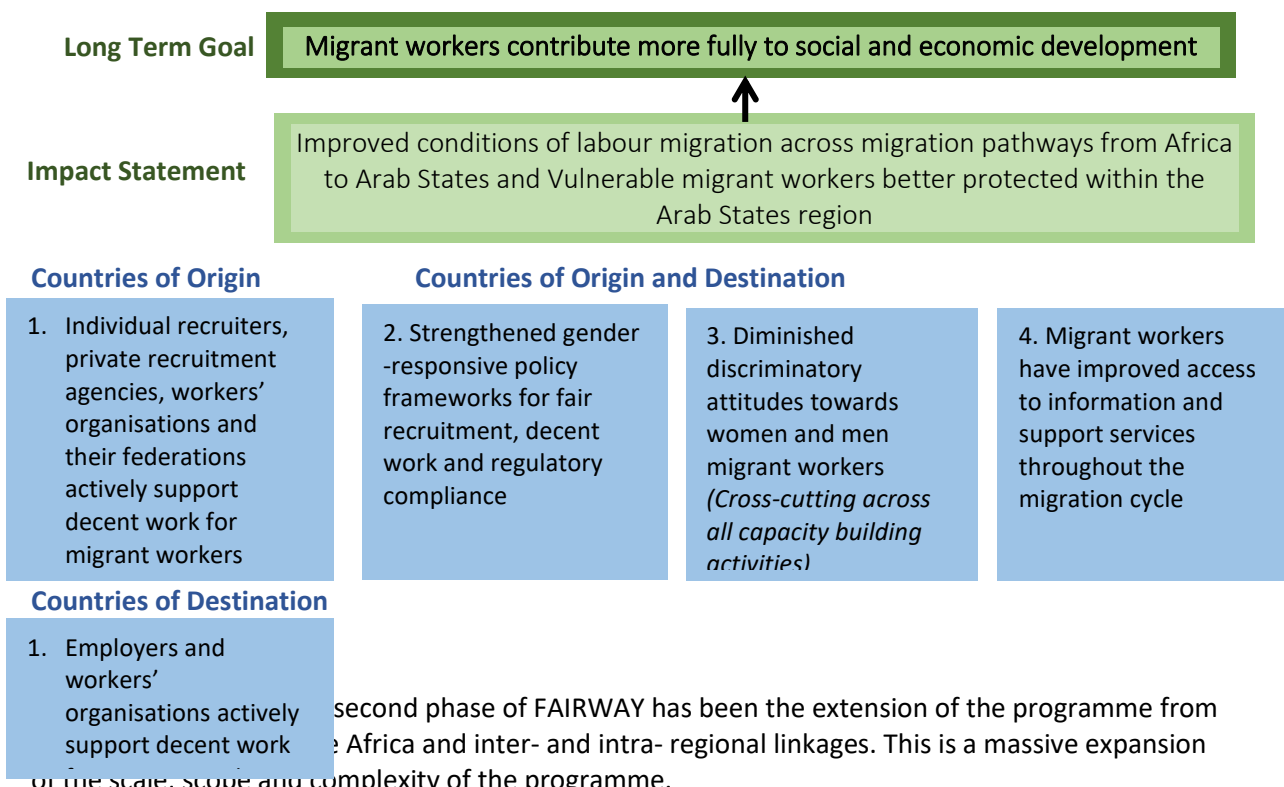 Long Term Goal
Migrant workers contribute more fully to social and economic development
Impact Statement
Improved conditions of labour migration across migration pathways from Africa
to Arab States and Vulnerable migrant workers better protected within the
Arab States region
Countries of Origin
1. Individual recruiters,
private recruitment
agencies, workers’
organisations and
their federations
actively support
decent work for
migrant workers
Countries of Origin and Destination
2. Strengthened gender
-responsive policy
frameworks for fair
recruitment, decent
work and regulatory
compliance
3. Diminished
discriminatory
attitudes towards
women and men
migrant workers
(Cross-cutting across
all capacity building
activities)
4. Migrant workers
have improved access
to information and
support services
throughout the
migration cycle
Countries of Destination
1. Employers and
workers’
organisations actively
support decent work
second phase of FAIRWAY has been the extension of the programme from
Africa and inter- and intra- regional linkages. This is a massive expansion
of the scale, scope and complexity of the programme.